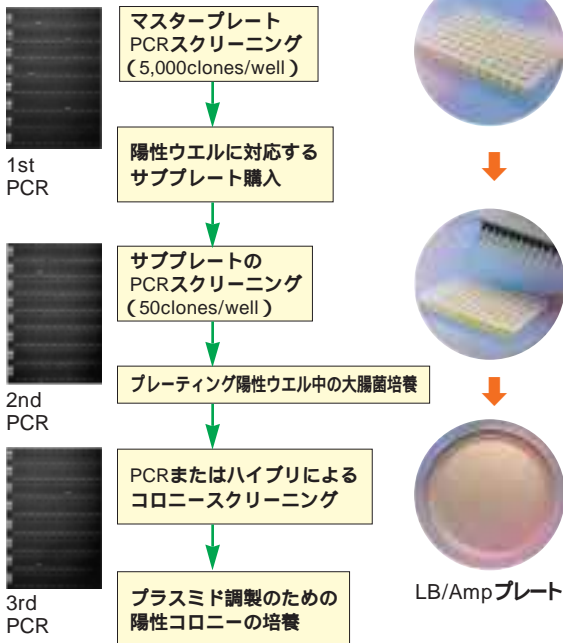 マスタープレート
PCRスクリーニング
（5,000clones/well）
1st
PCR
陽性ウエルに対応する
サブプレート購入
サブプレートの
PCRスクリーニング
（50clones/well）
2nd
PCR
プレーティング陽性ウエル中の大腸菌培養
PCRまたはハイブリによる
コロニースクリーニング
3rd
PCR
プラスミド調製のための
陽性コロニーの培養
LB/Ampプレート